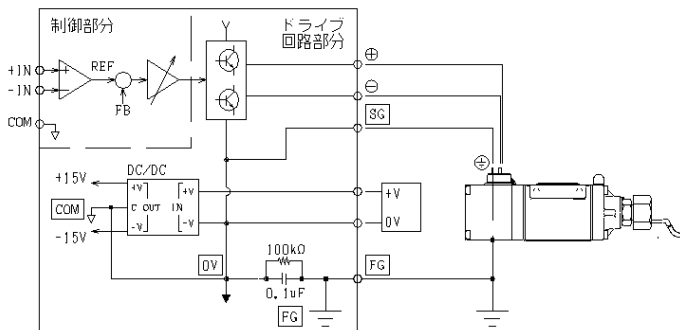 制御部分
ドライブ
回路部分
+IN
-IN
COM
REF
FB
⊕
⊖
SG
DC/DC
+15V
COM
-15V
+V
C OUT IN
-V
+V
-V
+V
0V
0V
100kΩ
0.1uF
FG
FG